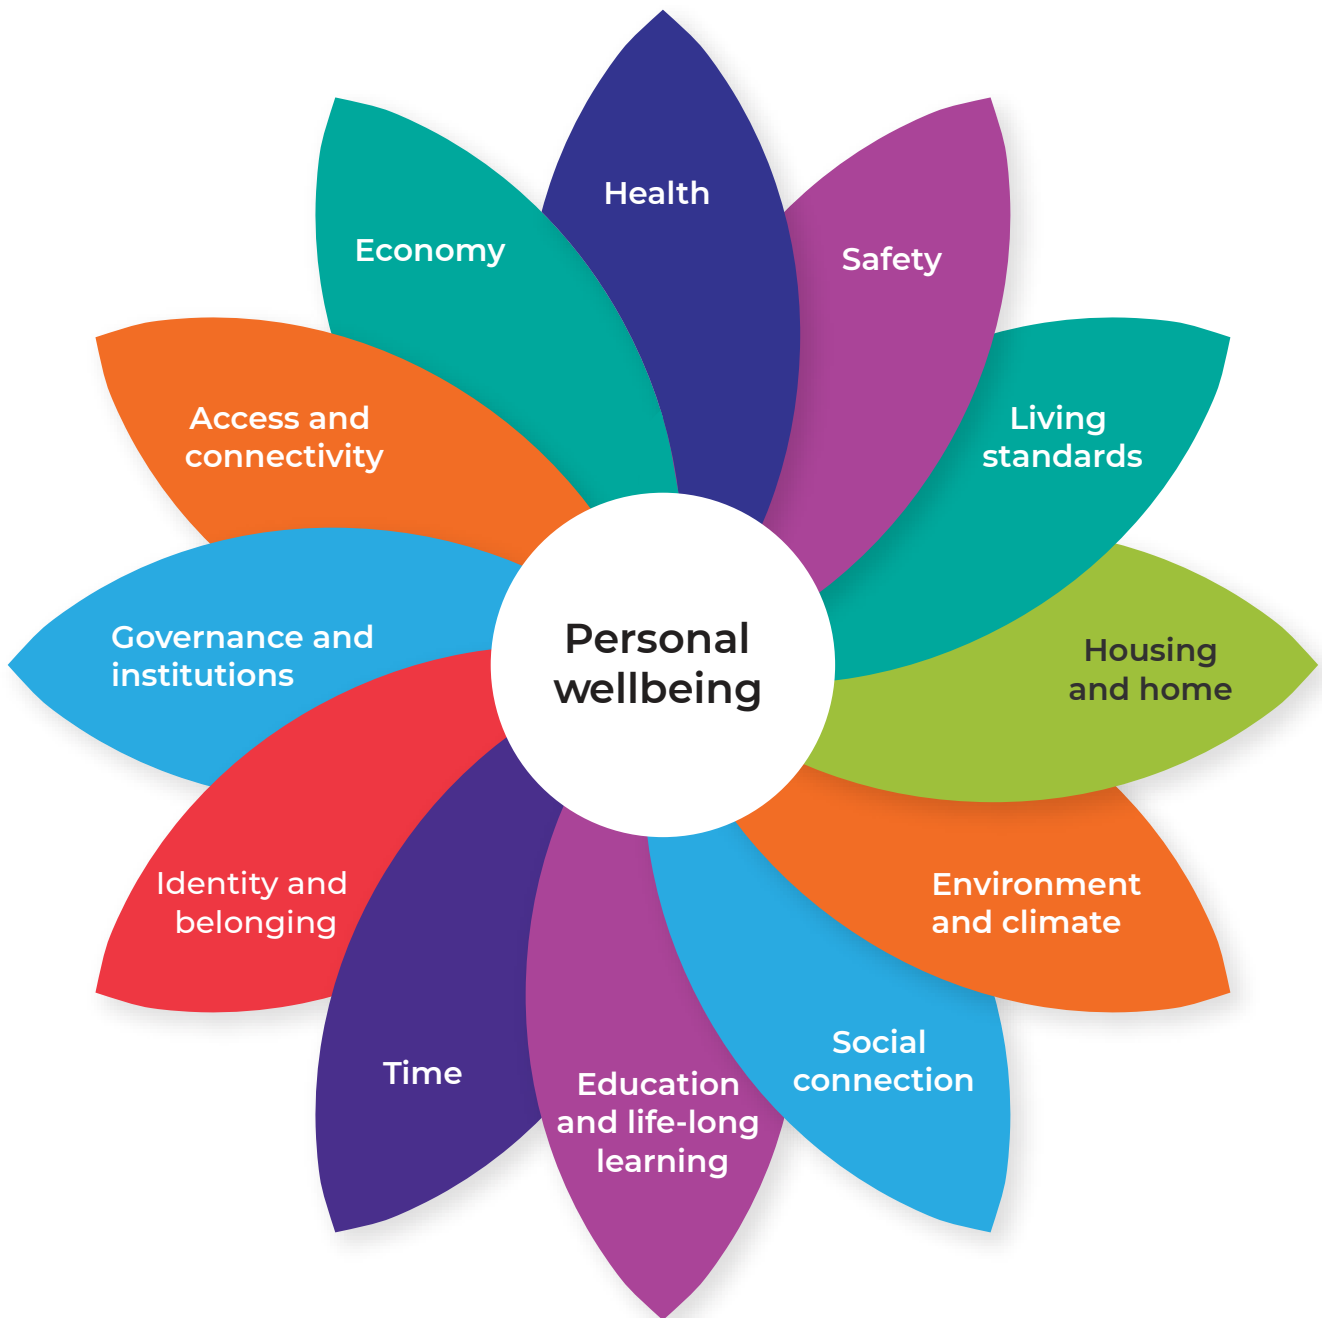 Health
Safety
Living
standards
Housing
and home
Environment
and climate
Social
connection
Education
and life-long
learning
Time
Identity and
belonging
Governance and
institutions
Access and
connectivity
Economy
Personal
wellbeing